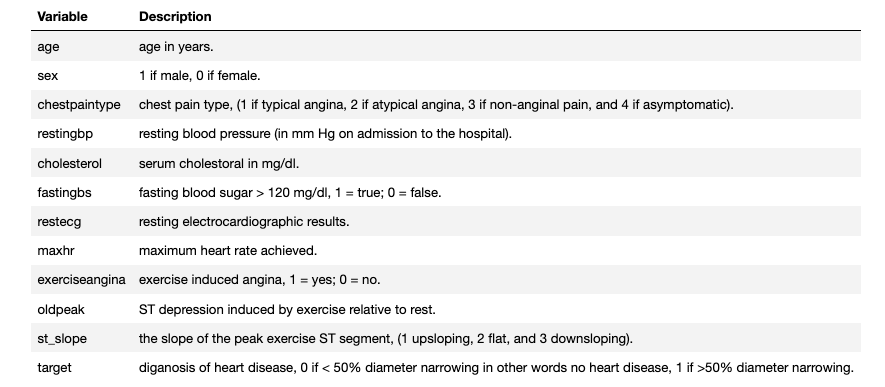 Variable Description
age age in years.
sex 1 if male, 0 if female.
chestpaintype chest pain type, (1 if typical angina, 2 if atypical angina, 3 if non-anginal pain, and 4 if asymptomatic).
restingbp resting blood pressure (in mm Hg on admission to the hospital).
cholesterol serum cholestoral in mg/dl.
fastingbs fasting blood sugar > 120 mg/dl, 1 = true; 0 = false.
restecg resting electrocardiographic results.
maxhr maximum heart rate achieved.
exerciseangina exercise induced angina, 1 = yes; 0 = no.
oldpeak ST depression induced by exercise relative to rest.
st_slope the slope of the peak exercise ST segment, (1 upsloping, 2 flat, and 3 downsloping).
target diganosis of heart disease, 0 if < 50% diameter narrowing in other words no heart disease, 1 if >50% diameter narrowing.